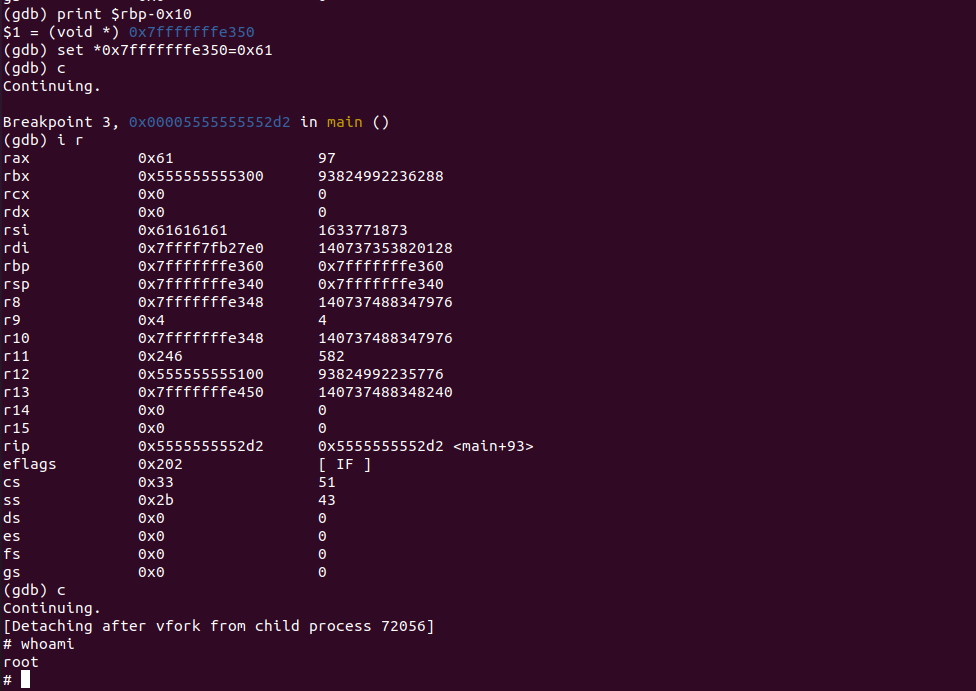 (gdb) print $rbp-0x10
$1 = (void *) 0x7fffffffe350
(gdb) set *0x7fffffffe350=0x61
(gdb) c
Continuing.
Breakpoint 3, 0x00005555555552d2 in main ()
(gdb) i r
rax 0x61 97
rbx 0x555555555300 93824992236288
rcx 0x0 0
rdx 0x0 0
rsi 0x61616161 1633771873
rdi 0x7ffff7fb27e0 140737353820128
rbp 0x7fffffffe360 0x7fffffffe360
rsp 0x7fffffffe340 0x7fffffffe340
r8 0x7fffffffe348 140737488347976
r9 0x4 4
r10 0x7fffffffe348 140737488347976
r11 0x246 582
r12 0x555555555100 93824992235776
r13 0x7fffffffe450 140737488348240
r14 0x0 0
r15 0x0 0
rip 0x5555555552d2 0x5555555552d2 <main+93>
eflags 0x202 [ IF ]
cs 0x33 51
ss 0x2b 43
ds 0x0 0
es 0x0 0
fs 0x0 0
gs 0x0 0
(gdb) c
Continuing.
[Detaching after vfork from child process 72056]
# whoami
root
#